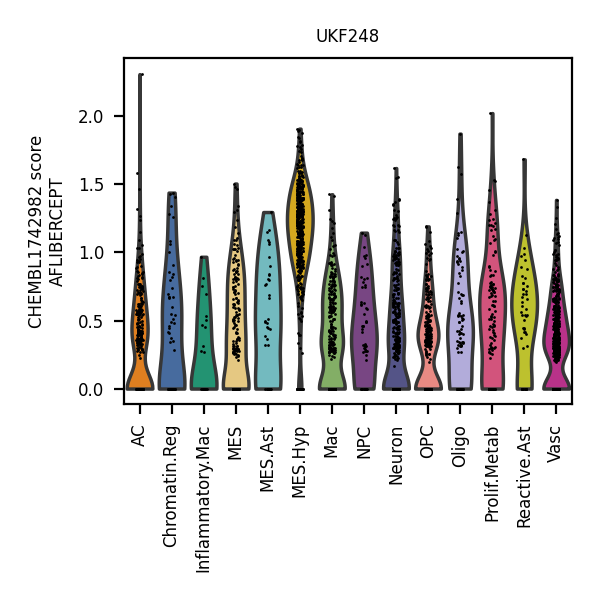 UKF248
CHEMBL1742982 score
AFLIBERCEPT
2.0
1.5
1.0
0.5
0.0
AC
Chromatin.Reg
Inflammatory.Mac
MES
MES.Ast
MES.Hyp
Mac
NPC
Neuron
OPC
Oligo
Prolif.Metab
Reactive.Ast
Vasc